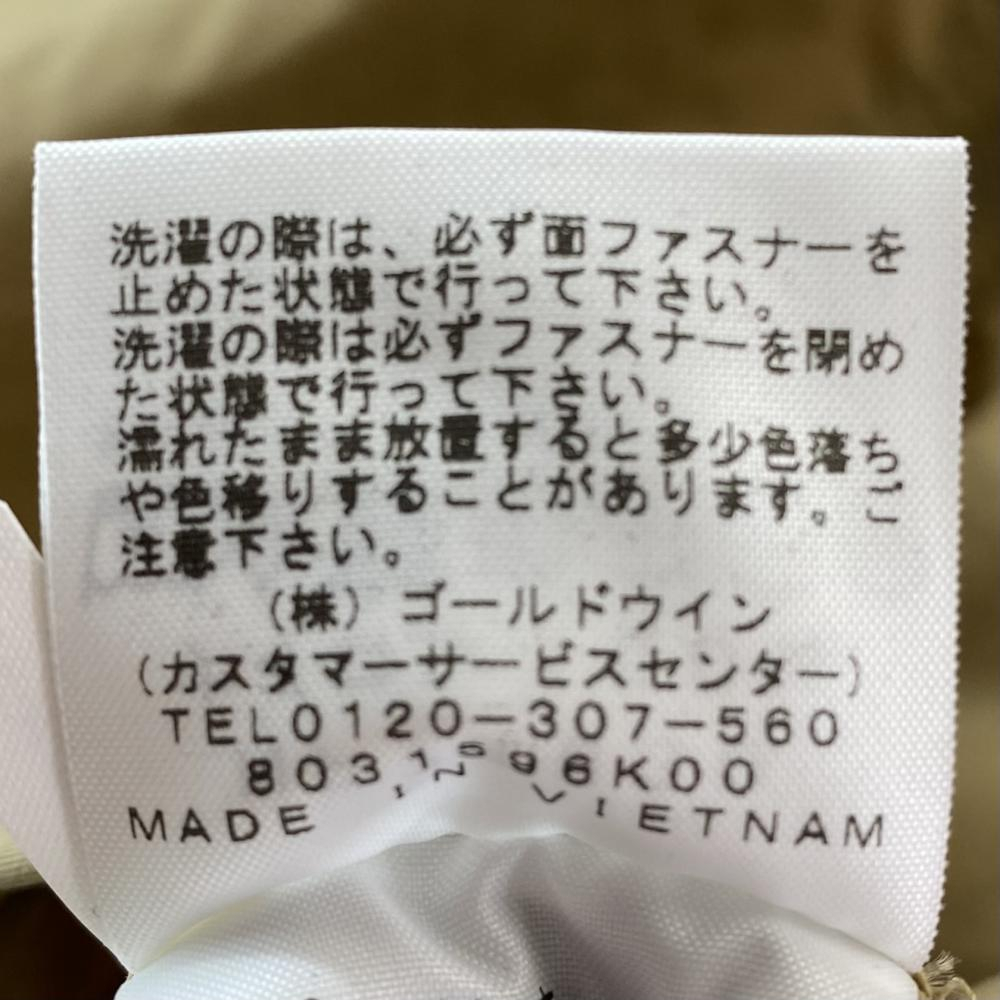 洗濯の際は、必ず面ファスナーを
止めた状態で行って下さい。
洗濯の際は必ずファスナーを閉め
た状態で行って下さい。
濡れたまま放置すると多少色落ち
や色移りすることがあります。ご
注意下さい。
(株) ゴールドウイン
(カスタマーサービスセンター)
TEL0120-307-560
MADE IN VIETNAM